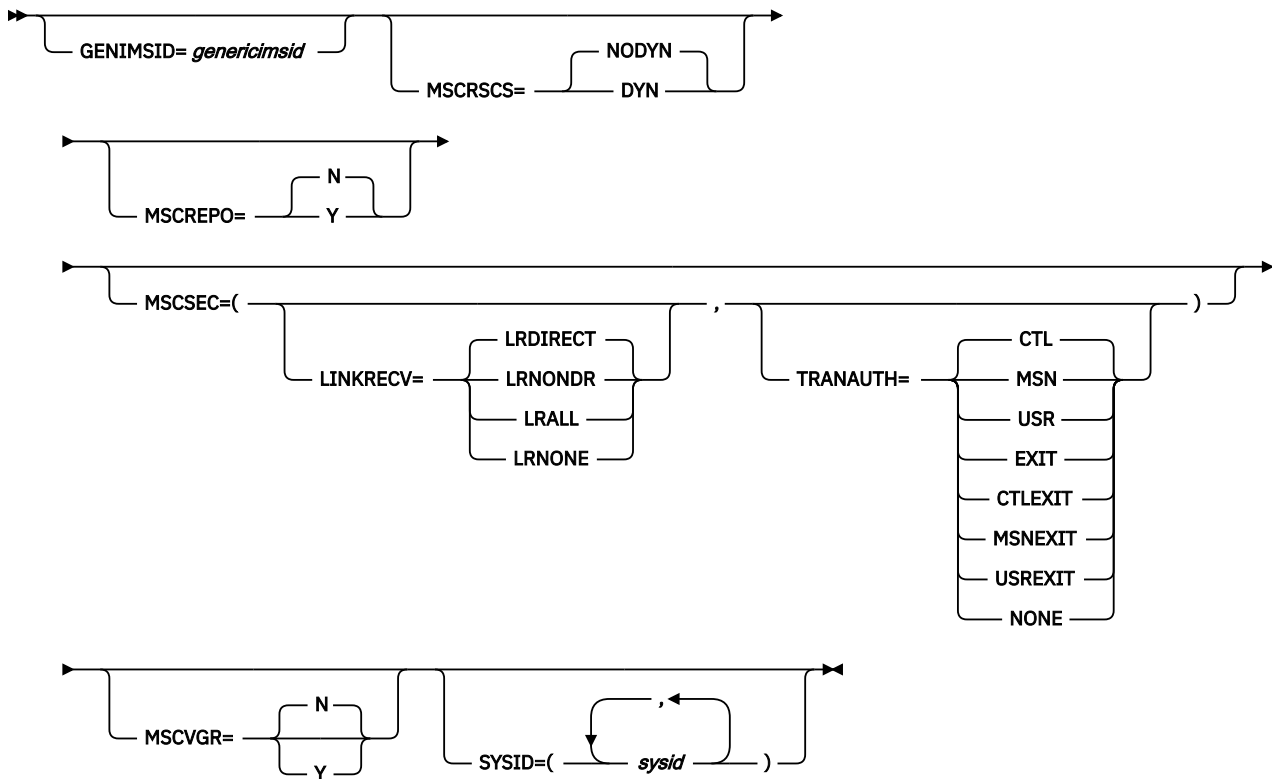 GENIMSID= genericimsid
MSCRSCS=
NODYN
DYN
MSCREPO=
N
Y
MSCSEC=(
LINKRECV=
LRDIRECT
LRNONDR
LRALL
LRNONE
,
TRANAUTH=
CTL
MSN
USR
EXIT
CTLEXIT
MSNEXIT
USREXIT
NONE
)
MSCVGR=
N
Y
SYSID=(
,
sysid
)